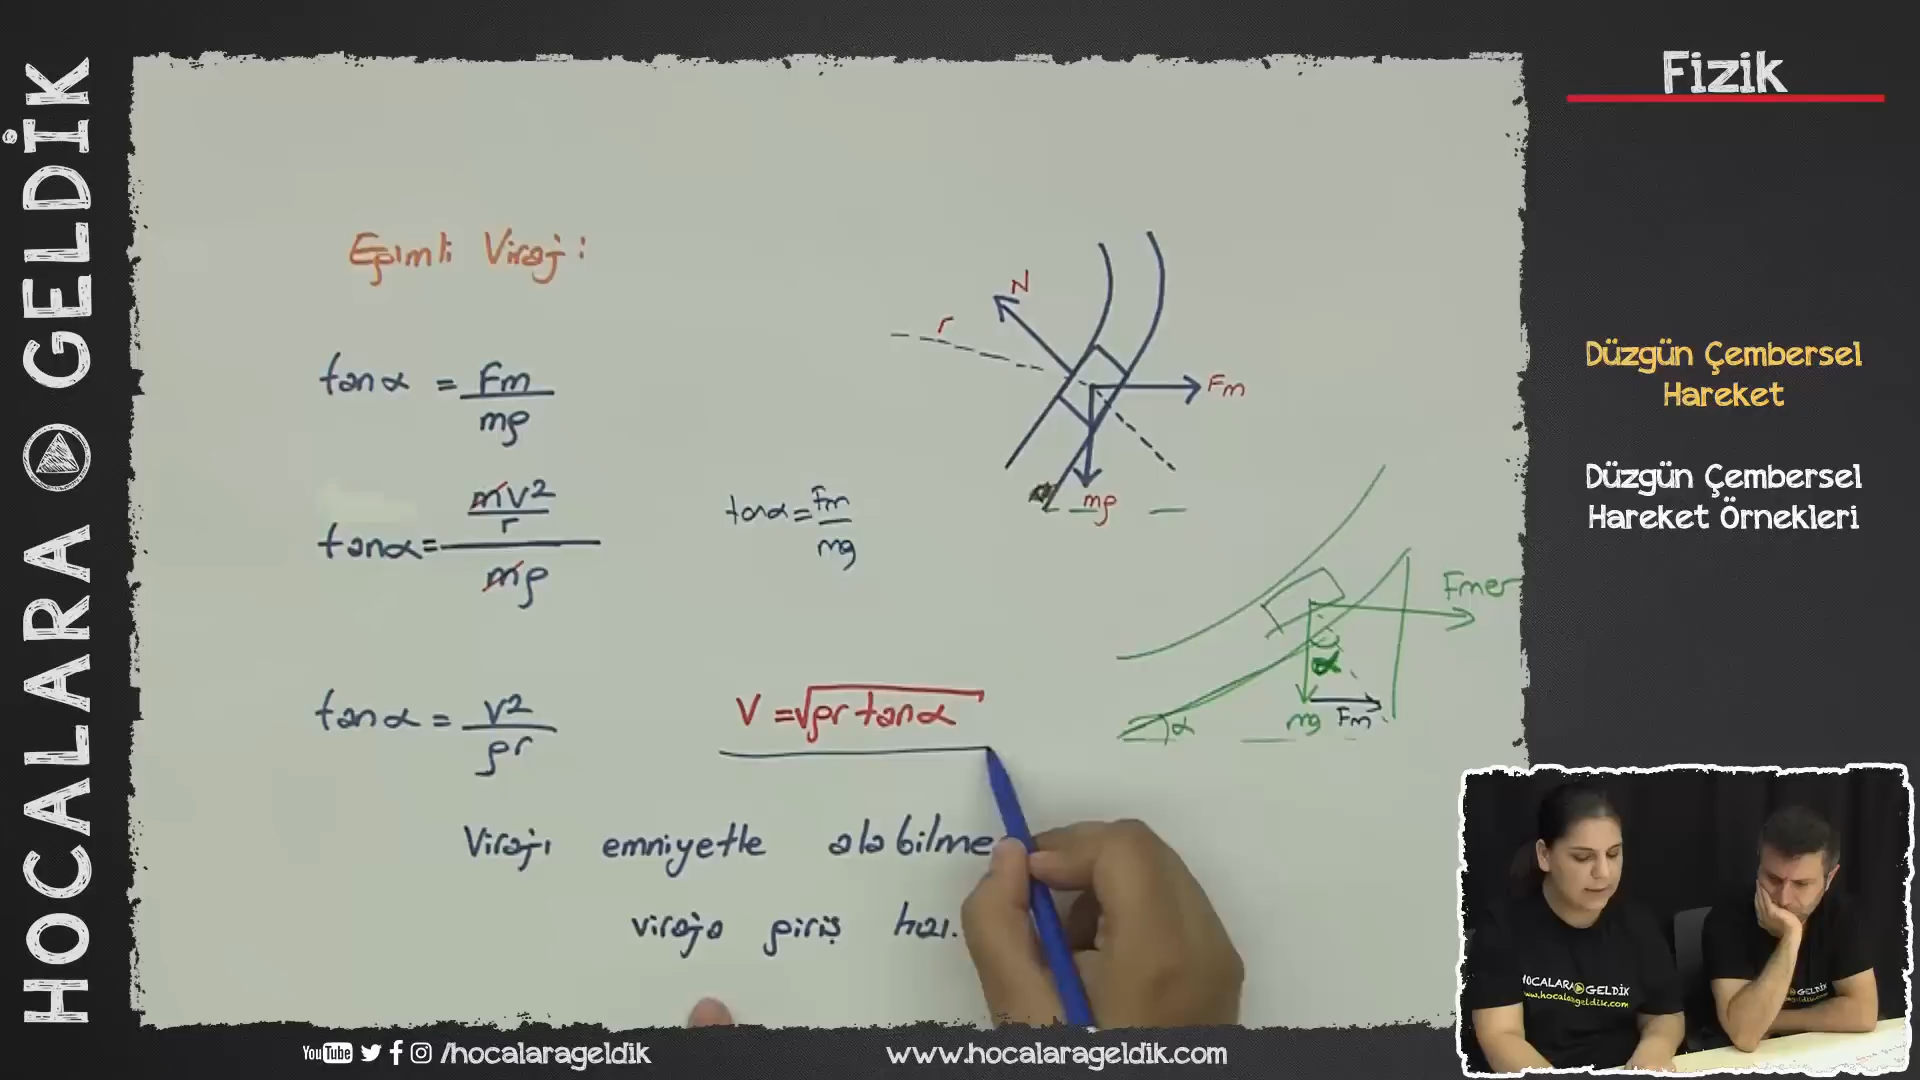 HOCALARA GELDİK
Fizik
Düzgün Çembersel
Hareket
Düzgün Çembersel
Hareket Örnekleri
Eğimli Viraj:
tanα = Fm / mg
tanα = (mv² / r) / mg
tanα = Fm / mg
tanα = v² / gr
V = √gr tanα
Virajı emniyetle alabilme
viraja giriş hızı.
N
r
Fm
mg
α
Fmer
α
mg
Fm
α
HOCALARA GELDİK
www.hocalarageldik.com
GELDİK
YouTube /hocalarageldik
www.hocalarageldik.com